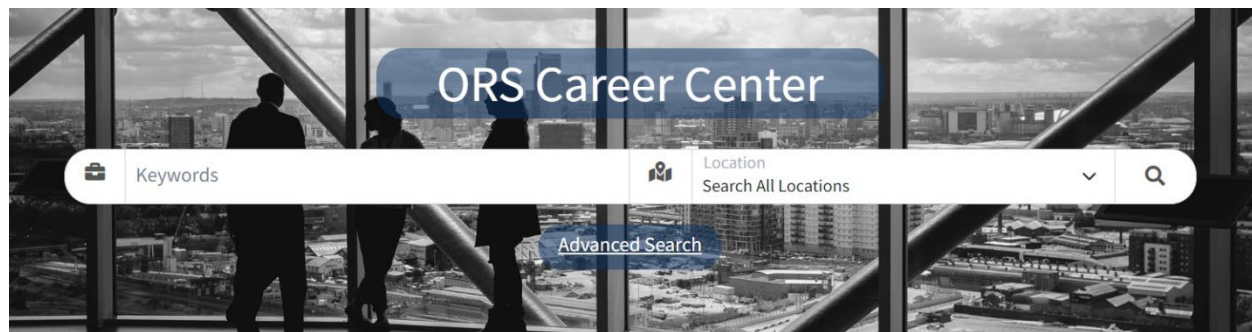 ORS Career Center
Keywords
Location
Search All Locations
Advanced Search